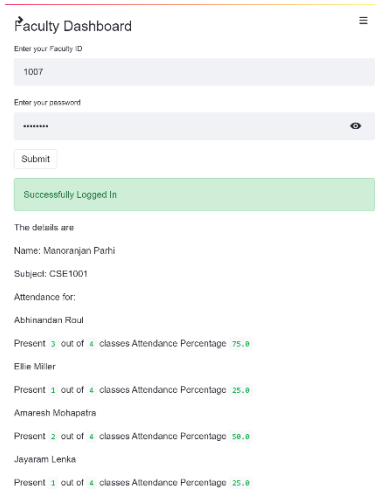 Faculty Dashboard
Enter your Faculty ID
1007
Enter your password
••••••••
Submit
Successfully Logged In
The details are
Name: Manoranjan Parhi
Subject: CSE1001
Attendance for:
Abhinandan Roul
Present 3 out of 4 classes Attendance Percentage 75.0
Ellie Miller
Present 1 out of 4 classes Attendance Percentage 25.0
Amaresh Mohapatra
Present 2 out of 4 classes Attendance Percentage 50.0
Jayaram Lenka
Present 1 out of 4 classes Attendance Percentage 25.0